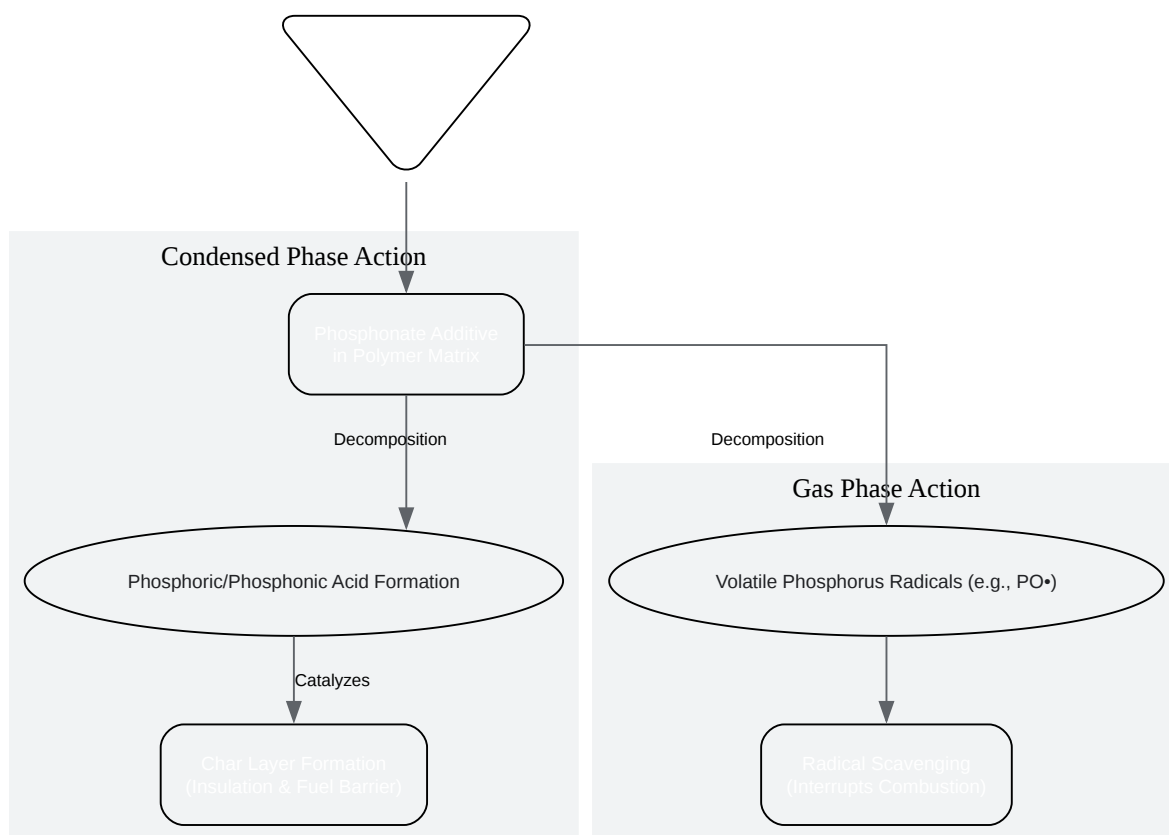 Condensed Phase Action
Phosphonate Additive
in Polymer Matrix
Decomposition
Decomposition
Gas Phase Action
Phosphoric/Phosphonic Acid Formation
Volatile Phosphorus Radicals (e.g., PO•)
Catalyzes
Char Layer Formation
(Insulation & Fuel Barrier)
Radical Scavenging
(Interrupts Combustion)